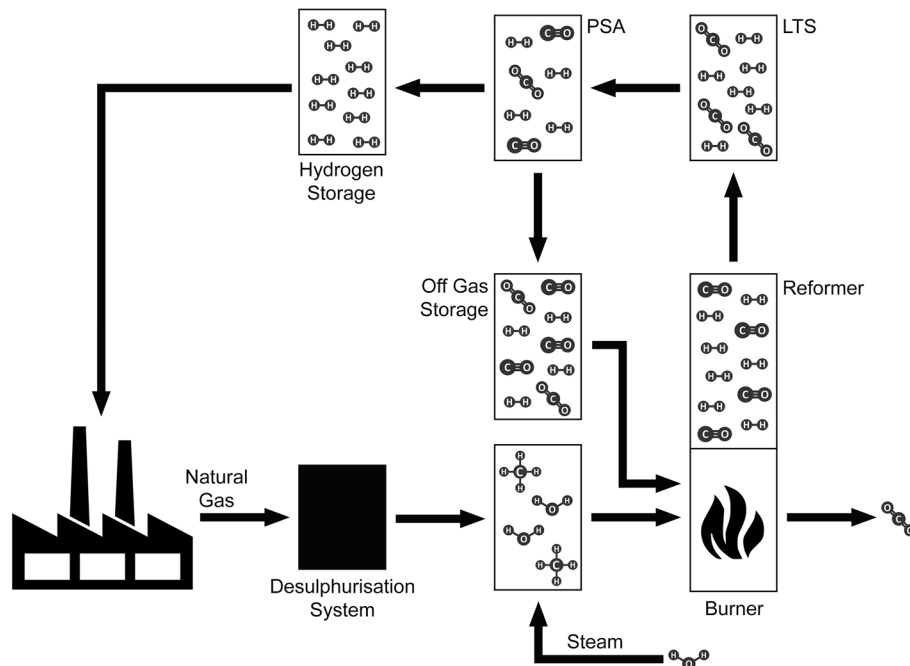 PSA
LTS
Hydrogen
Storage
Off Gas
Storage
Reformer
Natural
Gas
Desulphurisation
System
Burner
Steam